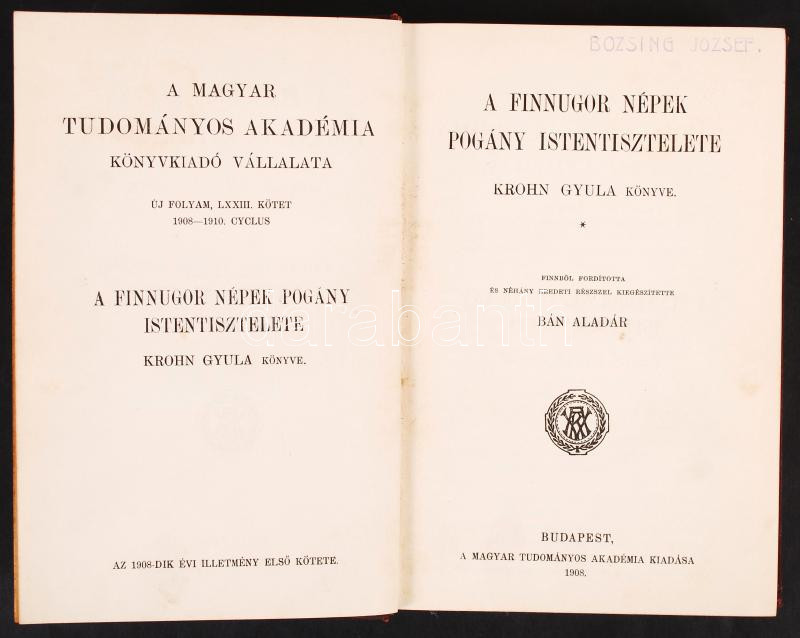 A MAGYAR
TUDOMÁNYOS AKADÉMIA
KÖNYVKIADÓ VÁLLALATA
ÚJ FOLYAM, LXXIII. KÖTET
1908—1910. CYCLUS
A FINNUGOR NÉPEK POGÁNY
ISTENTISZTELETE
KROHN GYULA KÖNYVE.
AZ 1908-DIK ÉVI ILLETMÉNY ELSŐ KÖTETE.
BOZSING JOZSEF.
A FINNUGOR NÉPEK
POGÁNY ISTENTISZTELETE
KROHN GYULA KÖNYVE.
*
FINNBŐL FORDÍTOTTA
ÉS NÉHÁNY EREDETI RÉSZSZEL KIEGÉSZÍTETTE
BÁN ALADÁR
BUDAPEST,
A MAGYAR TUDOMÁNYOS AKADÉMIA KIADÁSA
1908.
darabanth